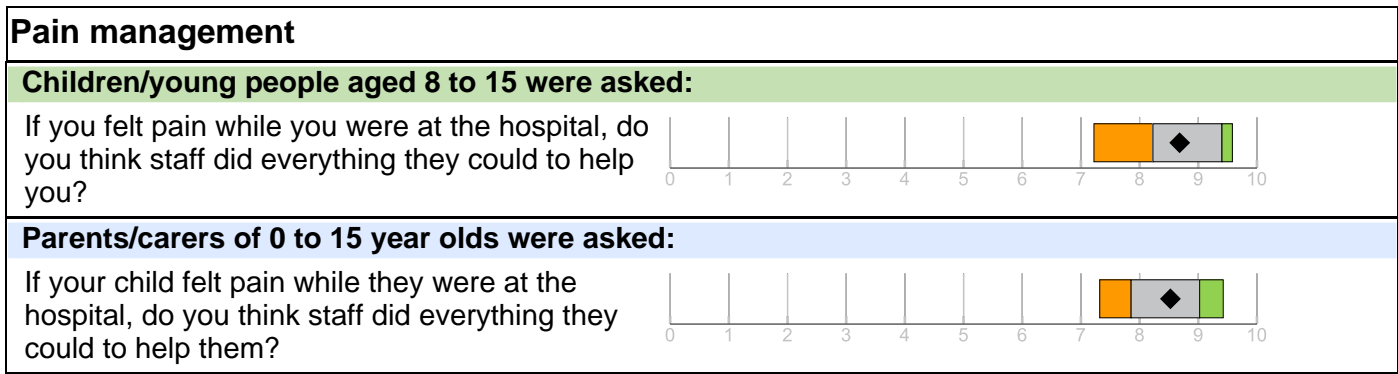 Pain management
Children/young people aged 8 to 15 were asked:
If you felt pain while you were at the hospital, do
you think staff did everything they could to help
you?
0 1 2 3 4 5 6 7 8 9 10
Parents/carers of 0 to 15 year olds were asked:
If your child felt pain while they were at the
hospital, do you think staff did everything they
could to help them?
0 1 2 3 4 5 6 7 8 9 10